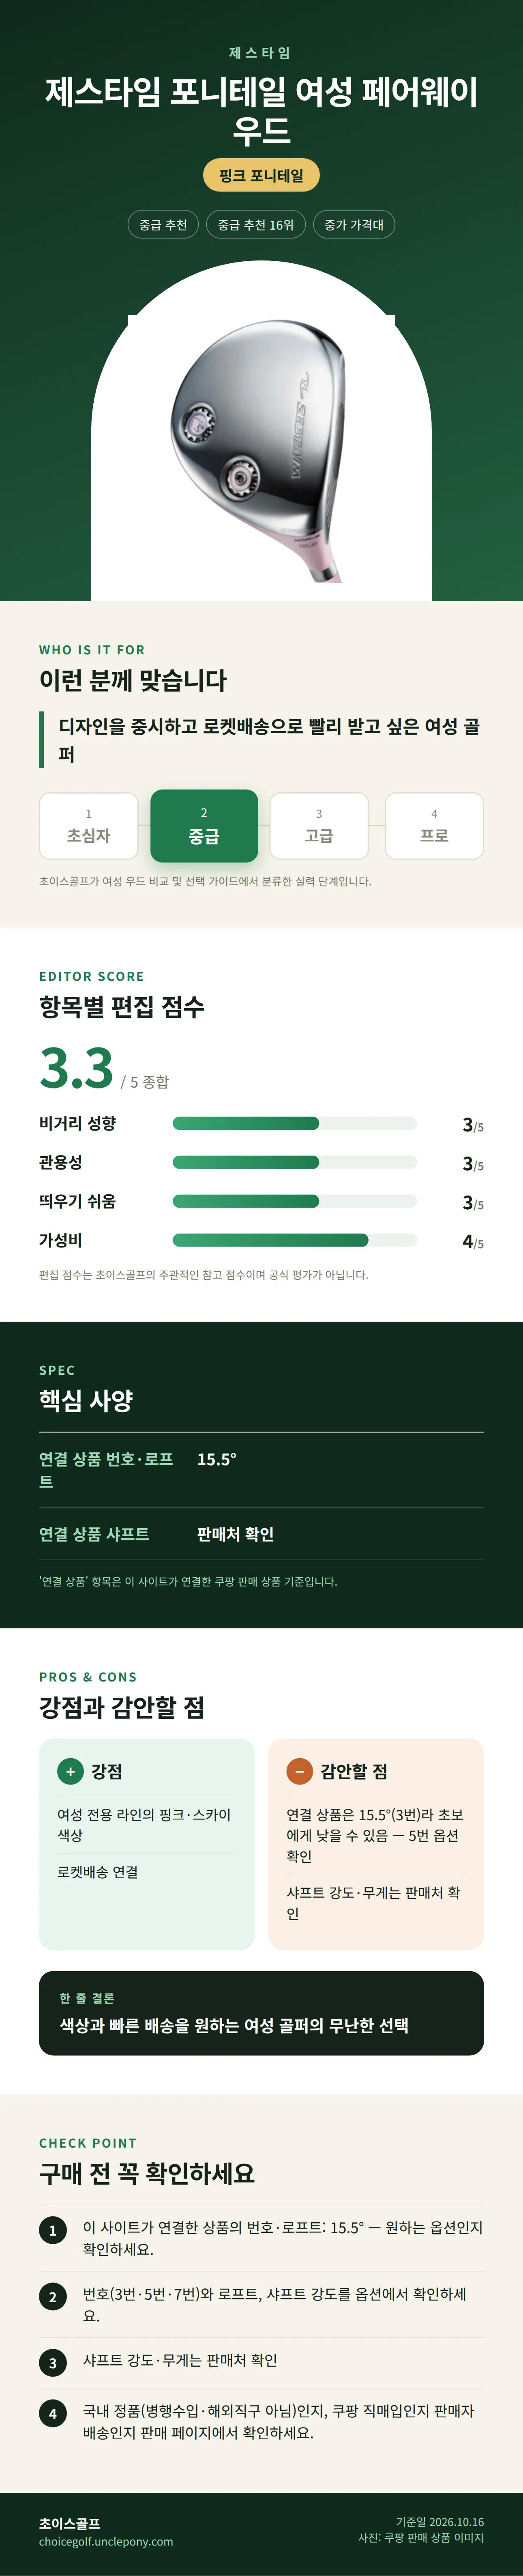 제스타임
제스타임 포니테일 여성 페어웨이
우드
핑크 포니테일
중급 추천
중급 추천 16위
중가 가격대
ZESTAIM
WHO IS IT FOR
이런 분께 맞습니다
디자인을 중시하고 로켓배송으로 빨리 받고 싶은 여성 골
퍼
1
초심자
2
중급
3
고급
4
프로
초이스골프가 여성 우드 비교 및 선택 가이드에서 분류한 실력 단계입니다.
EDITOR SCORE
항목별 편집 점수
3.3 / 5 종합
비거리 성향 3/5
관용성 3/5
띄우기 쉬움 3/5
가성비 4/5
편집 점수는 초이스골프의 주관적인 참고 점수이며 공식 평가가 아닙니다.
SPEC
핵심 사양
연결 상품 번호·로프
트
15.5°
연결 상품 샤프트
판매처 확인
'연결 상품' 항목은 이 사이트가 연결한 쿠팡 판매 상품 기준입니다.
PROS & CONS
강점과 감안할 점
+ 강점
여성 전용 라인의 핑크·스카이
색상
로켓배송 연결
− 감안할 점
연결 상품은 15.5°(3번)라 초보
에게 낮을 수 있음 — 5번 옵션
확인
샤프트 강도·무게는 판매처 확
인
한 줄 결론
색상과 빠른 배송을 원하는 여성 골퍼의 무난한 선택
CHECK POINT
구매 전 꼭 확인하세요
1
이 사이트가 연결한 상품의 번호·로프트: 15.5° — 원하는 옵션인지
확인하세요.
2
번호(3번·5번·7번)와 로프트, 샤프트 강도를 옵션에서 확인하세
요.
3
샤프트 강도·무게는 판매처 확인
4
국내 정품(병행수입·해외직구 아님)인지, 쿠팡 직매입인지 판매자
배송인지 판매 페이지에서 확인하세요.
초이스골프
choicegolf.unclepony.com
기준일 2026.10.16
사진: 쿠팡 판매 상품 이미지